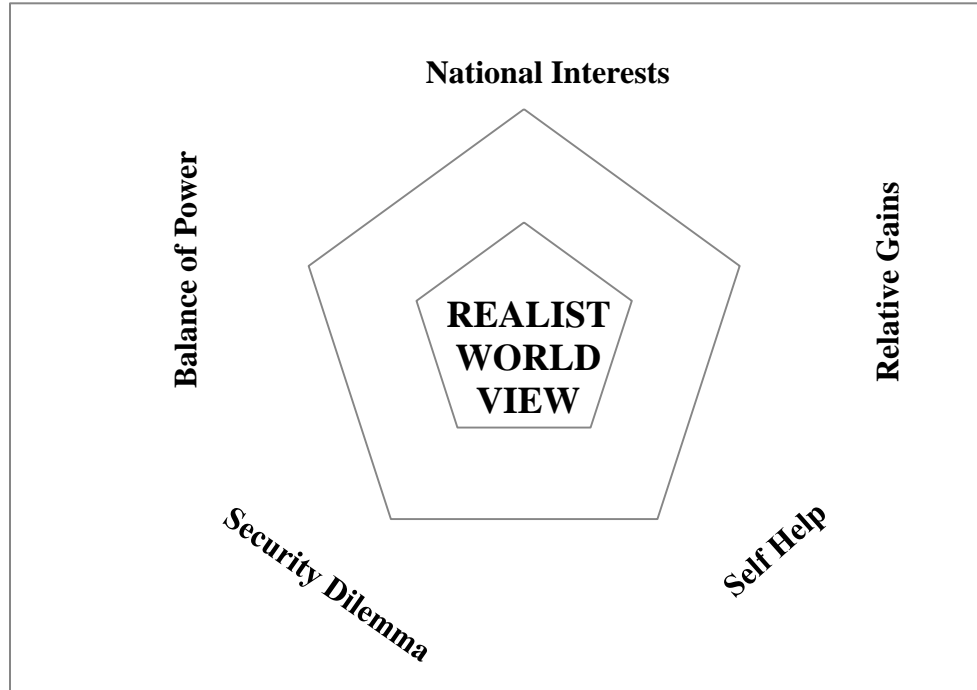 National Interests
Balance of Power
Relative Gains
REALIST
WORLD
VIEW
Security Dilemma
Self Help